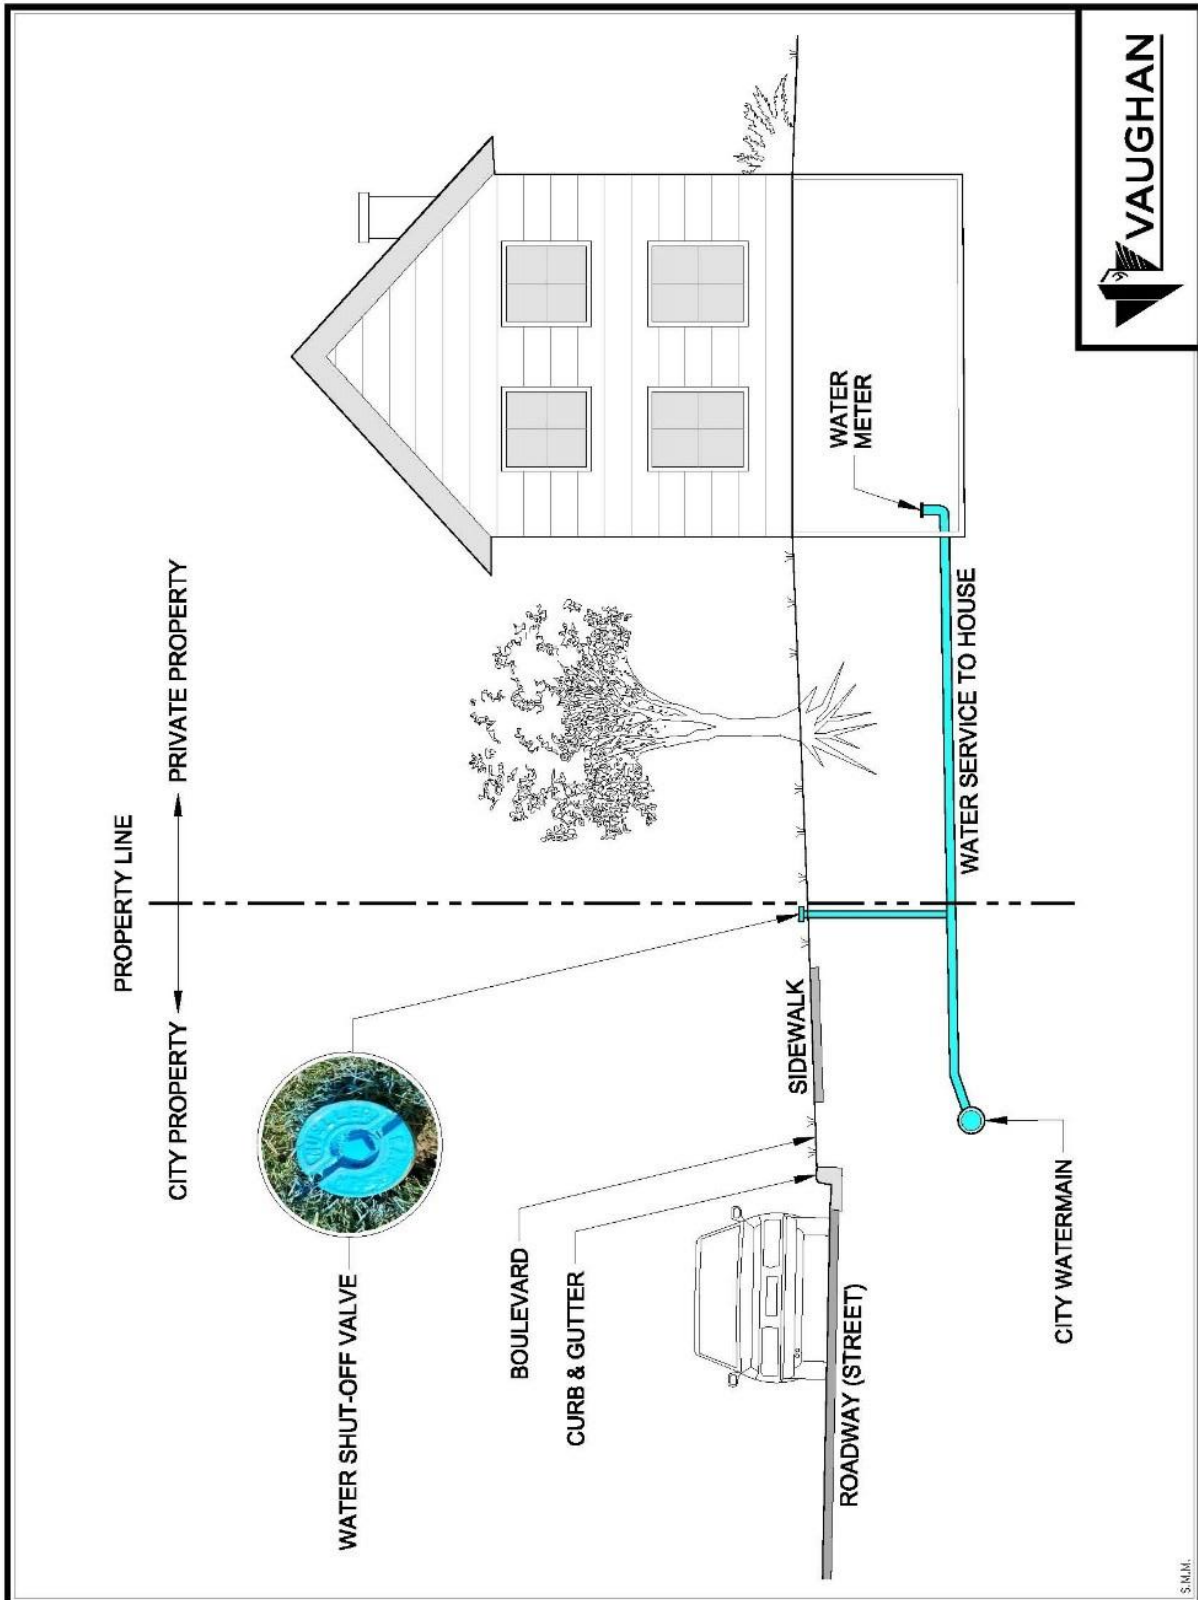 PROPERTY LINE
CITY PROPERTY
PRIVATE PROPERTY
WATER SHUT-OFF VALVE
MUELLER
BOULEVARD
CURB & GUTTER
SIDEWALK
ROADWAY (STREET)
WATER
METER
WATER SERVICE TO HOUSE
CITY WATERMAIN
VAUGHAN
S.M.M.